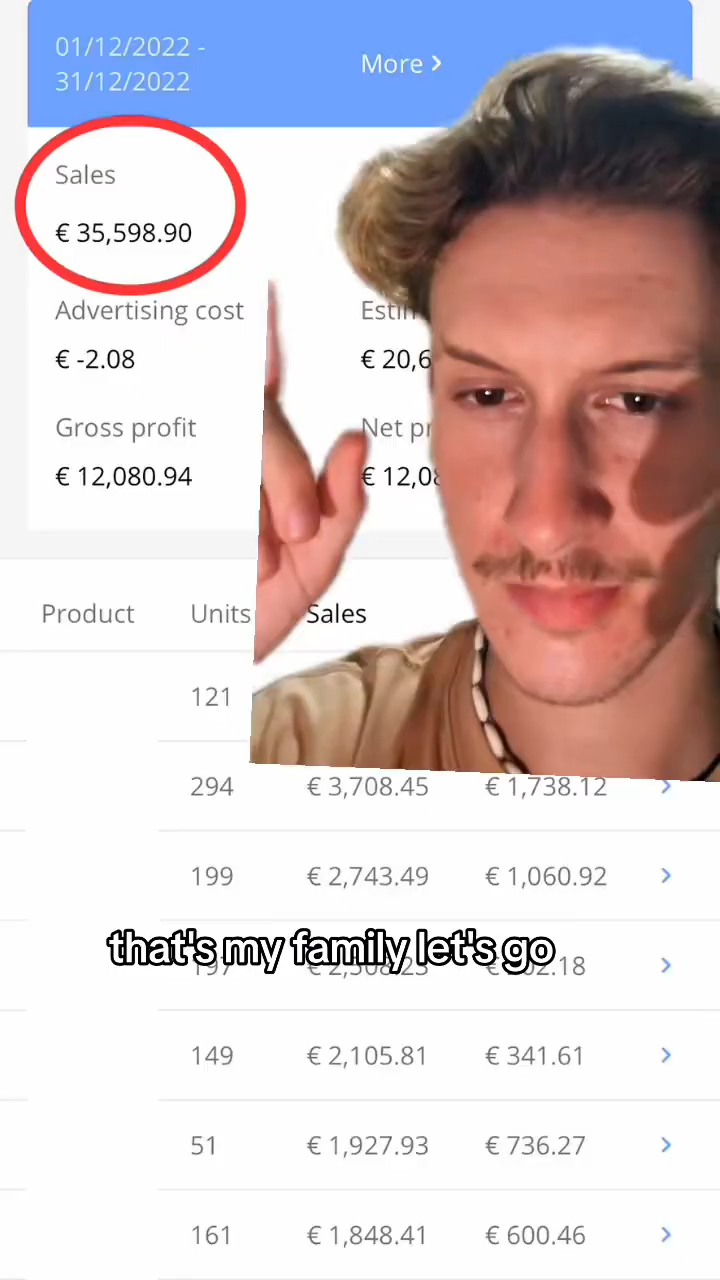 01/12/2022 -
31/12/2022
More
Sales
€ 35,598.90
Advertising cost
€ -2.08
Gross profit
€ 12,080.94
Product Units Sales
121
294 € 3,708.45 € 1,738.12
199 € 2,743.49 € 1,060.92
that's my family let's go
149 € 2,105.81 € 341.61
51 € 1,927.93 € 736.27
161 € 1,848.41 € 600.46